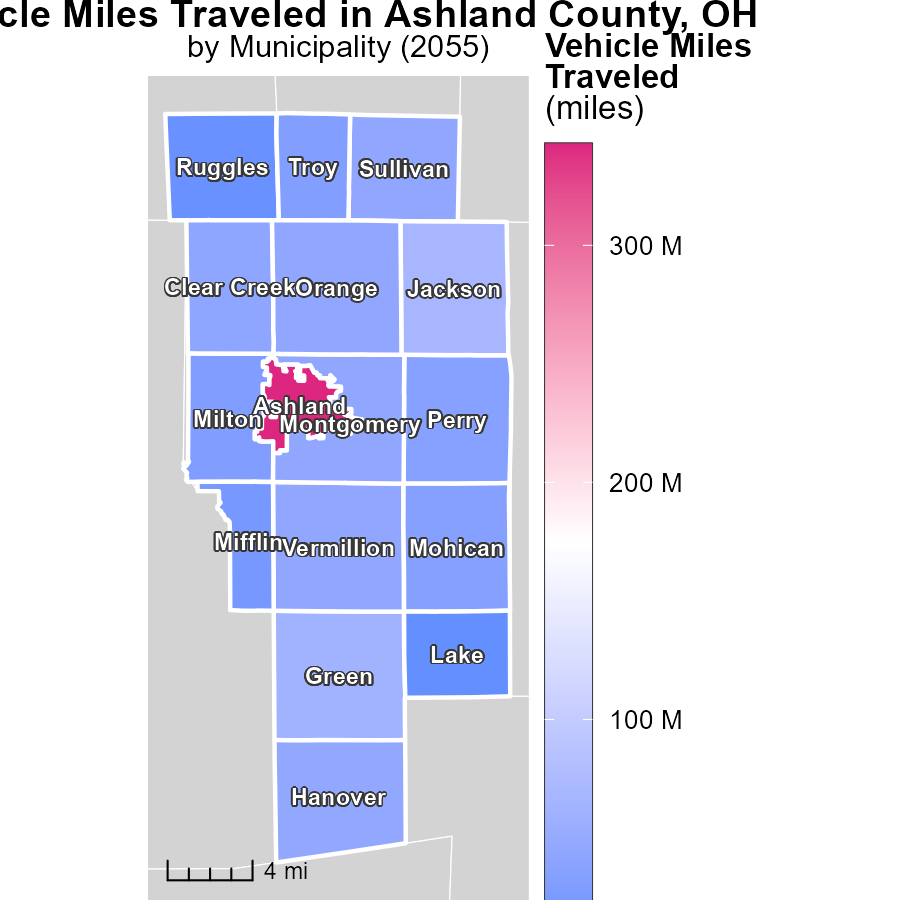 cle Miles Traveled in Ashland County, OH
by Municipality (2055)
Vehicle Miles
Traveled
(miles)
300 M
200 M
100 M
Ruggles
Troy
Sullivan
Clear Creek
Orange
Jackson
Ashland
Milton
Montgomery
Perry
Mifflin
Vermillion
Mohican
Lake
Green
Hanover
4 mi